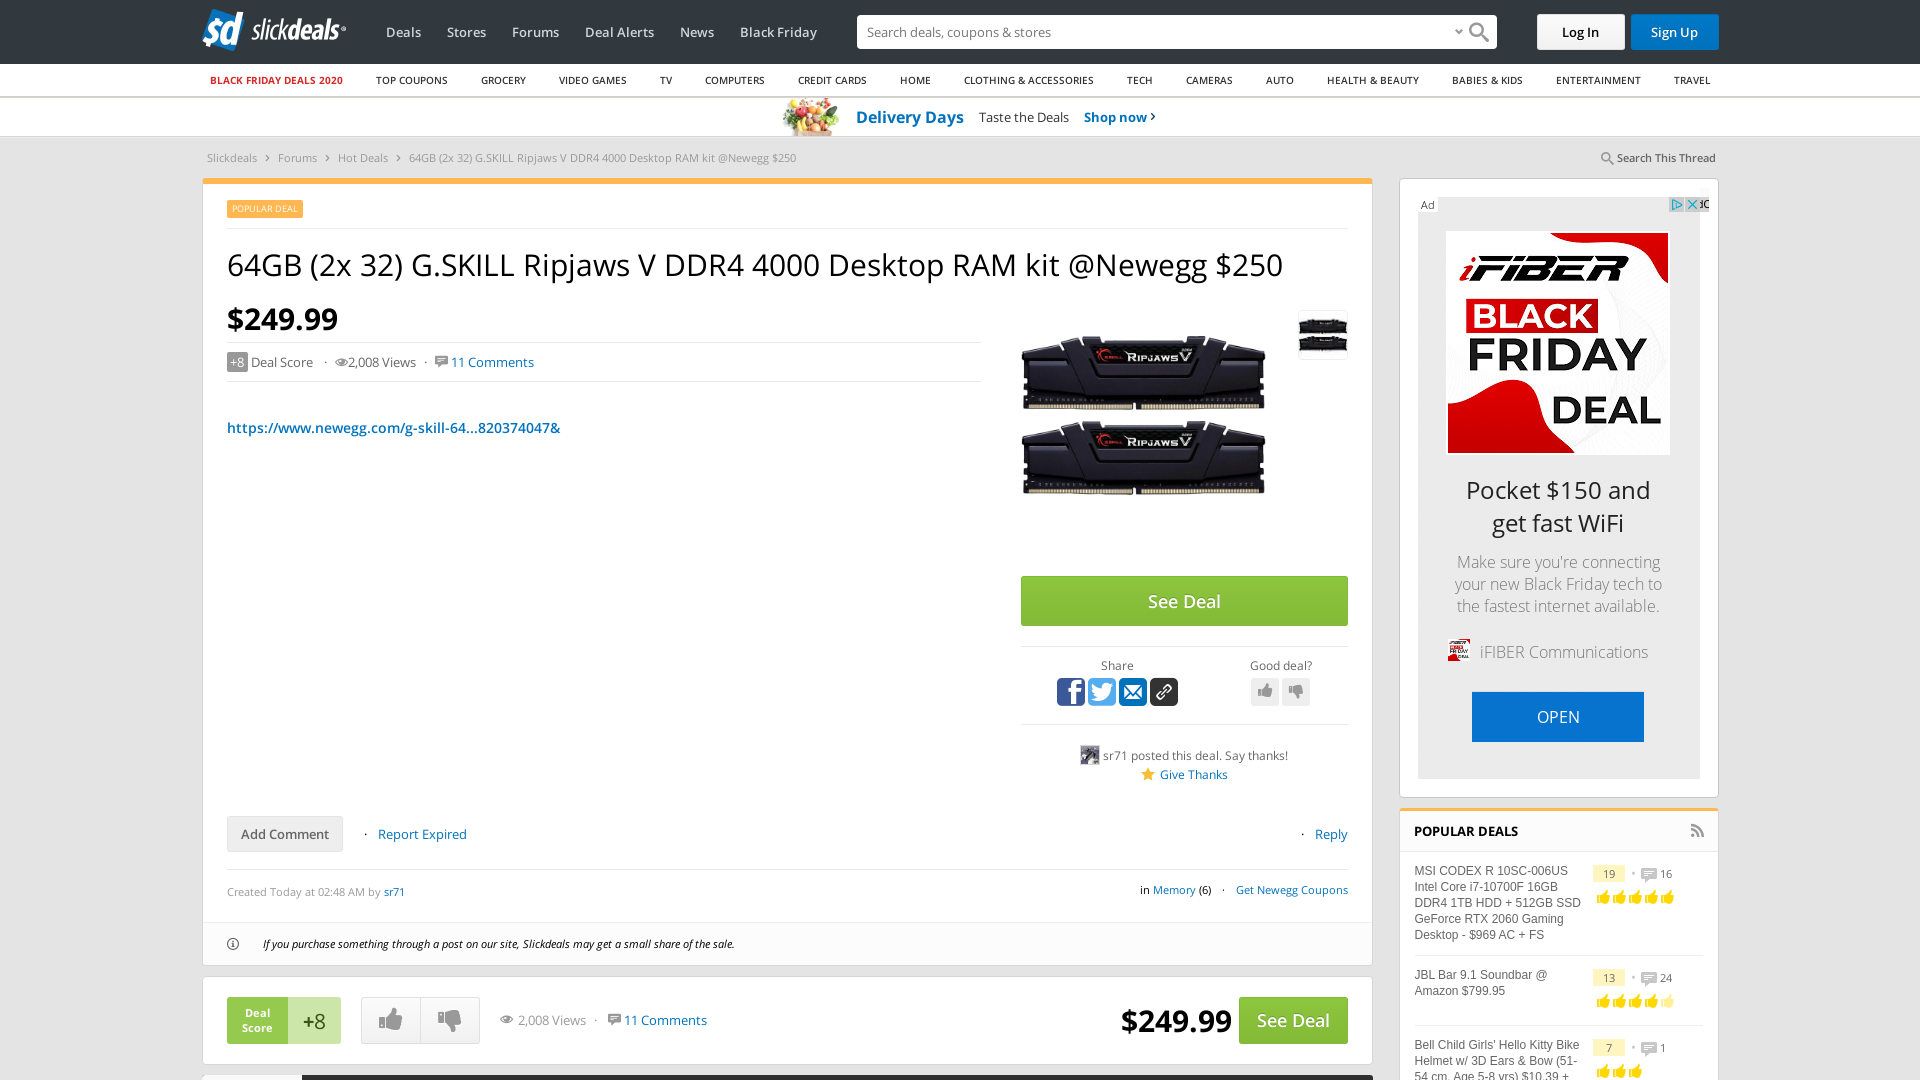 slickdeals
Deals
Stores
Forums
Deal Alerts
News
Black Friday
Search deals, coupons & stores
Log In
Sign Up
BLACK FRIDAY DEALS 2020
TOP COUPONS
GROCERY
VIDEO GAMES
TV
COMPUTERS
CREDIT CARDS
HOME
CLOTHING & ACCESSORIES
TECH
CAMERAS
AUTO
HEALTH & BEAUTY
BABIES & KIDS
ENTERTAINMENT
TRAVEL
Delivery Days Taste the Deals Shop now ›
Slickdeals › Forums › Hot Deals › 64GB (2x 32) G.SKILL Ripjaws V DDR4 4000 Desktop RAM kit @Newegg $250
Search This Thread
POPULAR DEAL
64GB (2x 32) G.SKILL Ripjaws V DDR4 4000 Desktop RAM kit @Newegg $250
$249.99
+8 Deal Score · 2,008 Views · 11 Comments
https://www.newegg.com/g-skill-64...820374047&
RIPJAWS V
RIPJAWS V
See Deal
Share
Good deal?
sr71 posted this deal. Say thanks!
Give Thanks
Add Comment · Report Expired
· Reply
Created Today at 02:48 AM by sr71
in Memory (6) · Get Newegg Coupons
If you purchase something through a post on our site, Slickdeals may get a small share of the sale.
Deal
Score
+8
2,008 Views · 11 Comments
$249.99
See Deal
Ad
iFIBER
BLACK
FRIDAY
DEAL
Pocket $150 and
get fast WiFi
Make sure you're connecting
your new Black Friday tech to
the fastest internet available.
iFIBER Communications
OPEN
POPULAR DEALS
MSI CODEX R 10SC-006US
Intel Core i7-10700F 16GB
DDR4 1TB HDD + 512GB SSD
GeForce RTX 2060 Gaming
Desktop - $969 AC + FS
19 • 16
JBL Bar 9.1 Soundbar @
Amazon $799.95
13 • 24
Bell Child Girls' Hello Kitty Bike
Helmet w/ 3D Ears & Bow (51-
54 cm, Age 5-8 yrs) $10.39 +
7 • 1